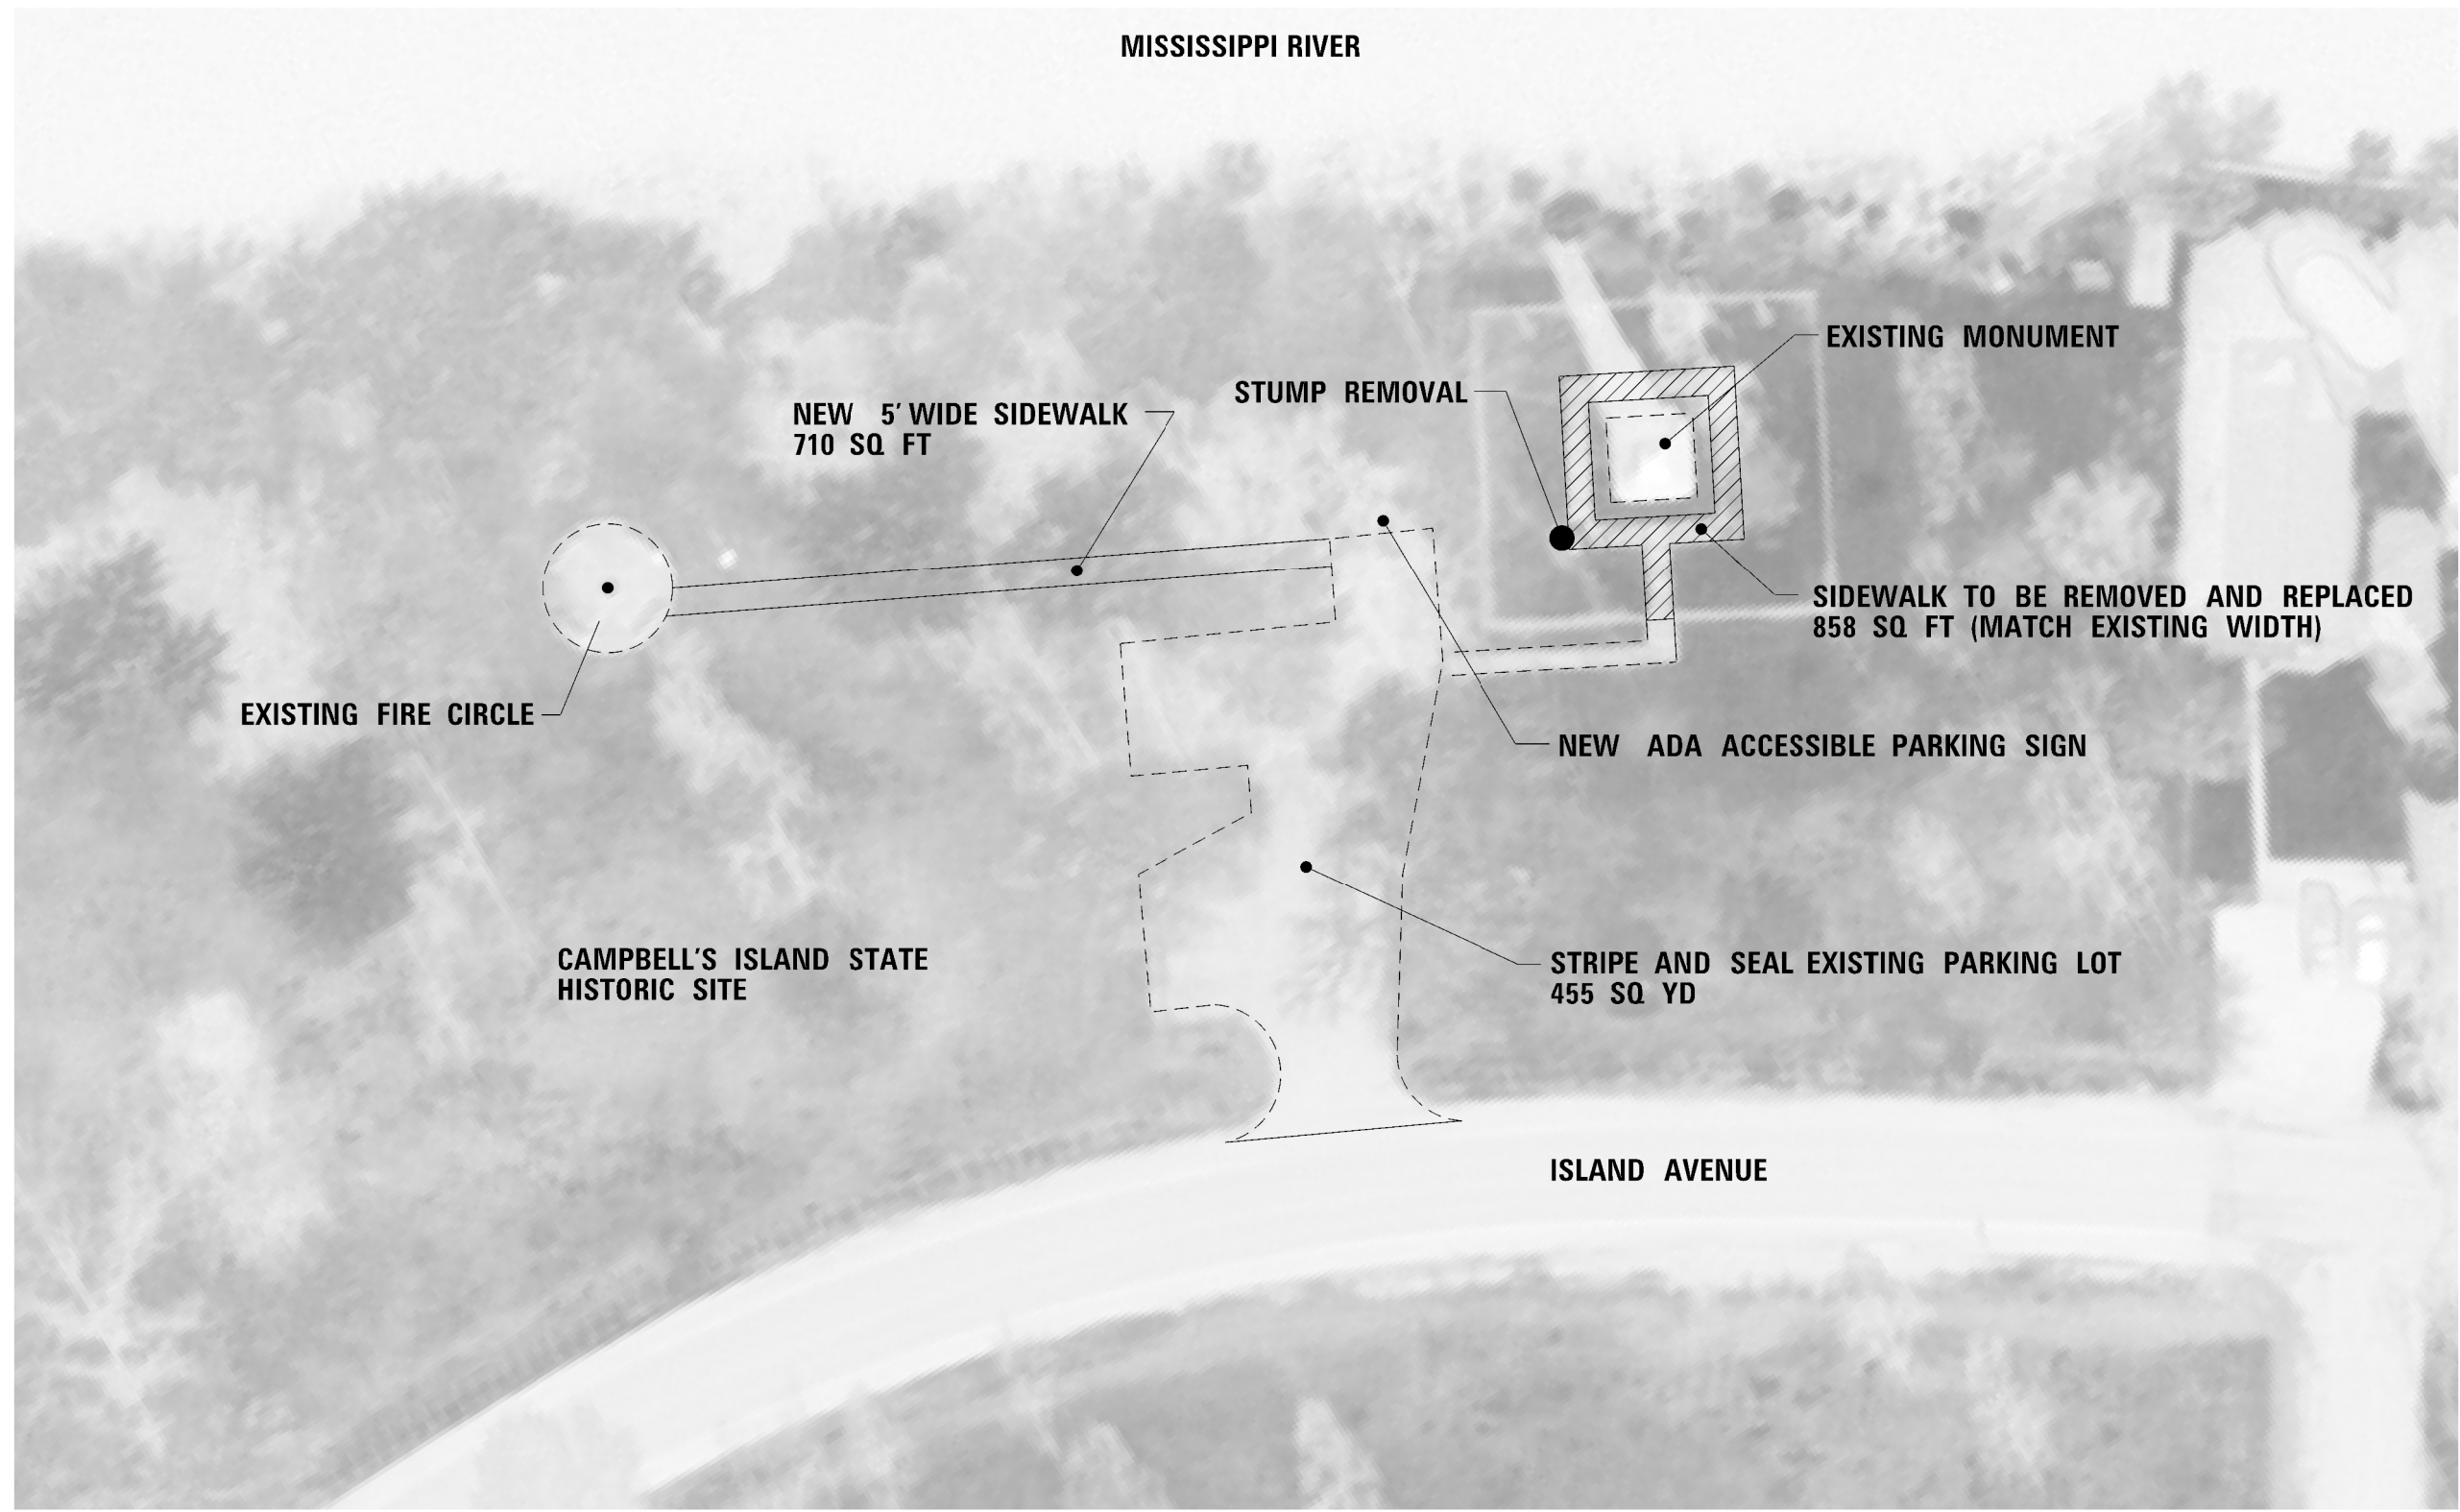 MISSISSIPPI RIVER
EXISTING MONUMENT
STUMP REMOVAL
NEW 5' WIDE SIDEWALK
710 SQ FT
SIDEWALK TO BE REMOVED AND REPLACED
858 SQ FT (MATCH EXISTING WIDTH)
EXISTING FIRE CIRCLE
NEW ADA ACCESSIBLE PARKING SIGN
CAMPBELL'S ISLAND STATE
HISTORIC SITE
STRIPE AND SEAL EXISTING PARKING LOT
455 SQ YD
ISLAND AVENUE